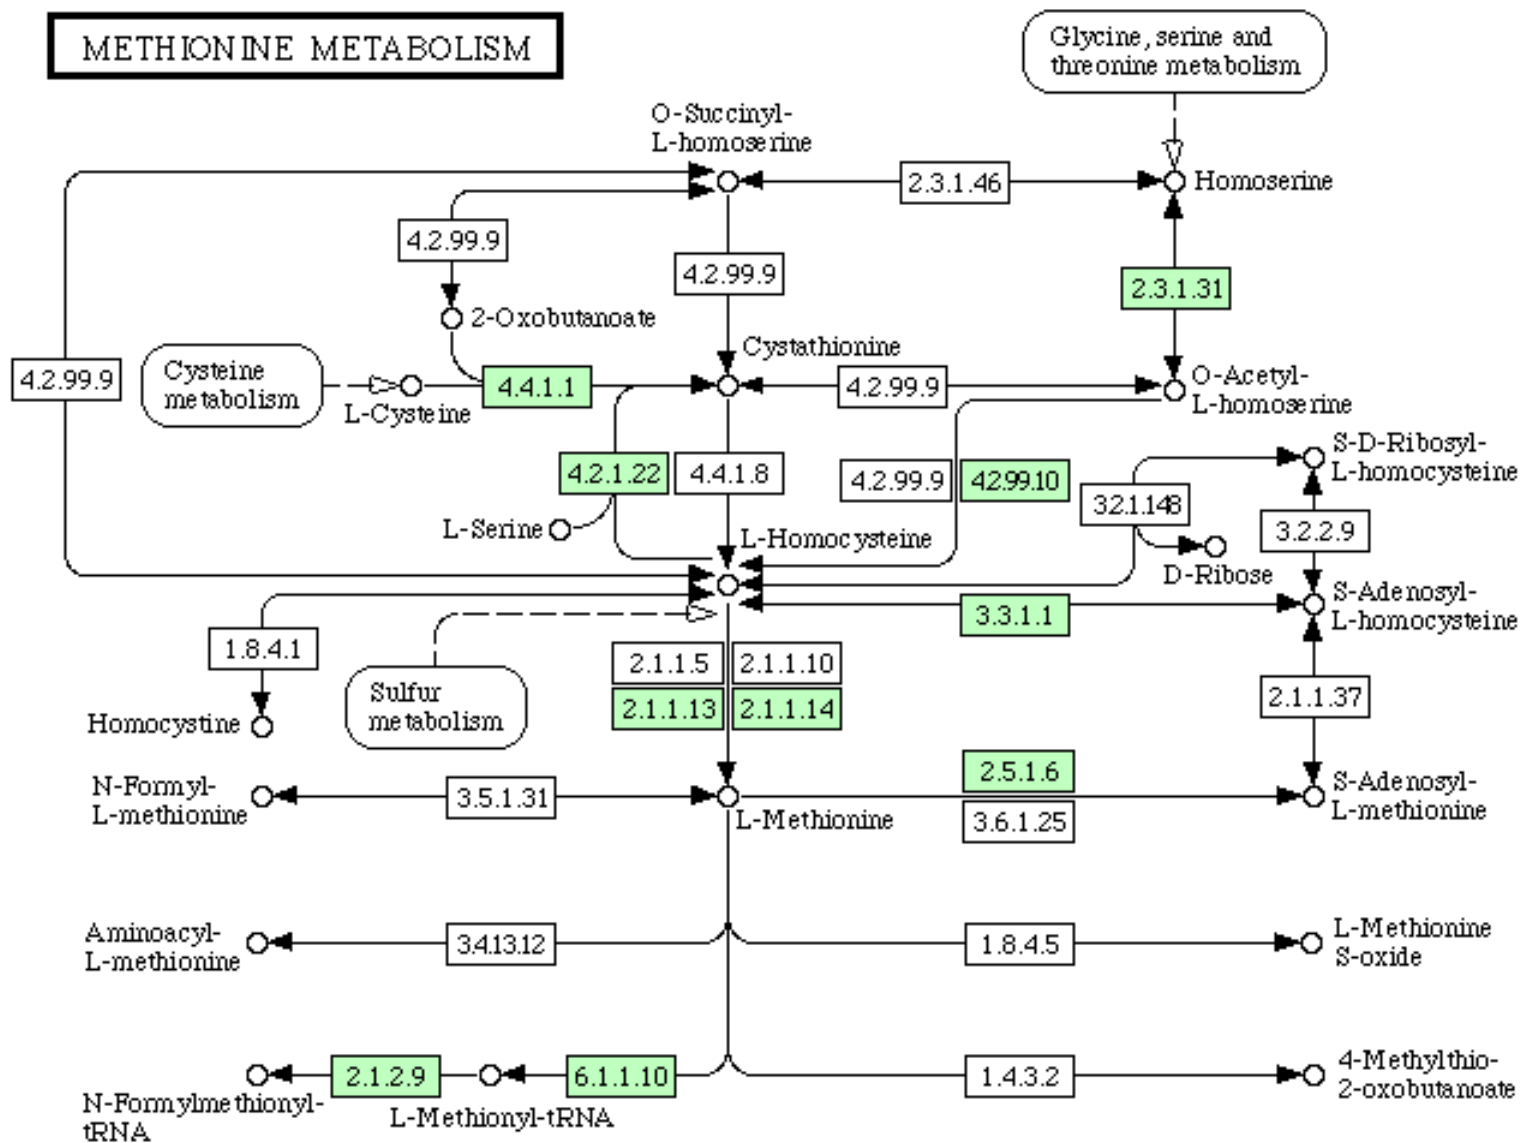 METHIONINE METABOLISM
Glycine, serine and
threonine metabolism
O-Succinyl-
L-homoserine
2.3.1.46
Homoserine
4.2.99.9
4.2.99.9
2.3.1.31
2-Oxobutanoate
Cystathionine
4.2.99.9
Cysteine
metabolism
L-Cysteine
4.4.1.1
4.2.99.9
O-Acetyl-
L-homoserine
4.2.1.22
4.4.1.8
4.2.99.9
4.2.99.10
3.2.1.148
S-D-Ribosyl-
L-homocysteine
L-Serine
L-Homocysteine
D-Ribose
3.2.2.9
3.3.1.1
S-Adenosyl-
L-homocysteine
1.8.4.1
Sulfur
metabolism
2.1.1.5
2.1.1.10
2.1.1.13
2.1.1.14
2.1.1.37
Homocystine
N-Formyl-
L-methionine
3.5.1.31
L-Methionine
2.5.1.6
3.6.1.25
S-Adenosyl-
L-methionine
Aminoacyl-
L-methionine
3.4.13.12
1.8.4.5
L-Methionine
S-oxide
N-Formylmethionyl-
tRNA
2.1.2.9
L-Methionyl-tRNA
6.1.1.10
1.4.3.2
4-Methylthio-
2-oxobutanoate